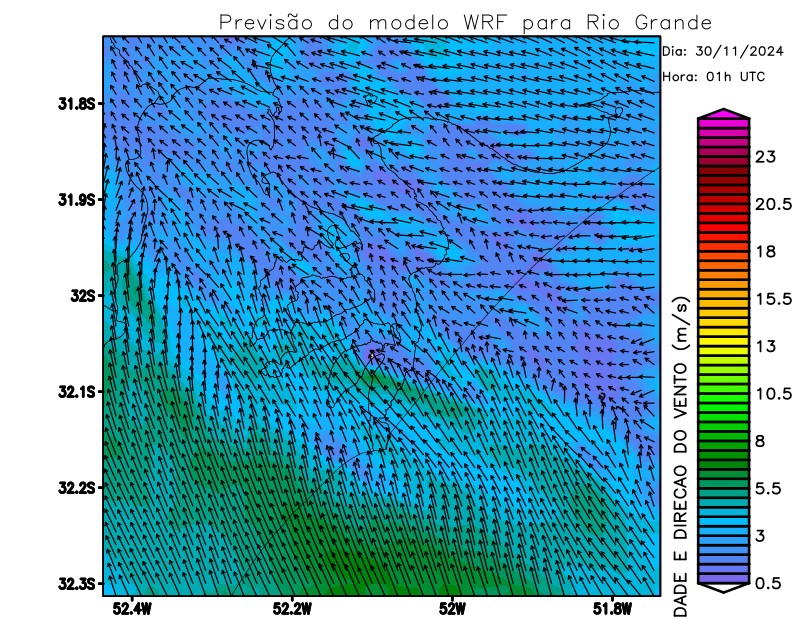 Previsão do modelo WRF para Rio Grande
Dia: 30/11/2024
Hora: 01h UTC
31.8S
31.9S
32S
32.1S
32.2S
32.3S
52.4W
52.2W
52W
51.8W
23
20.5
18
15.5
13
10.5
8
5.5
3
0.5
DADE E DIRECAO DO VENTO (m/s)